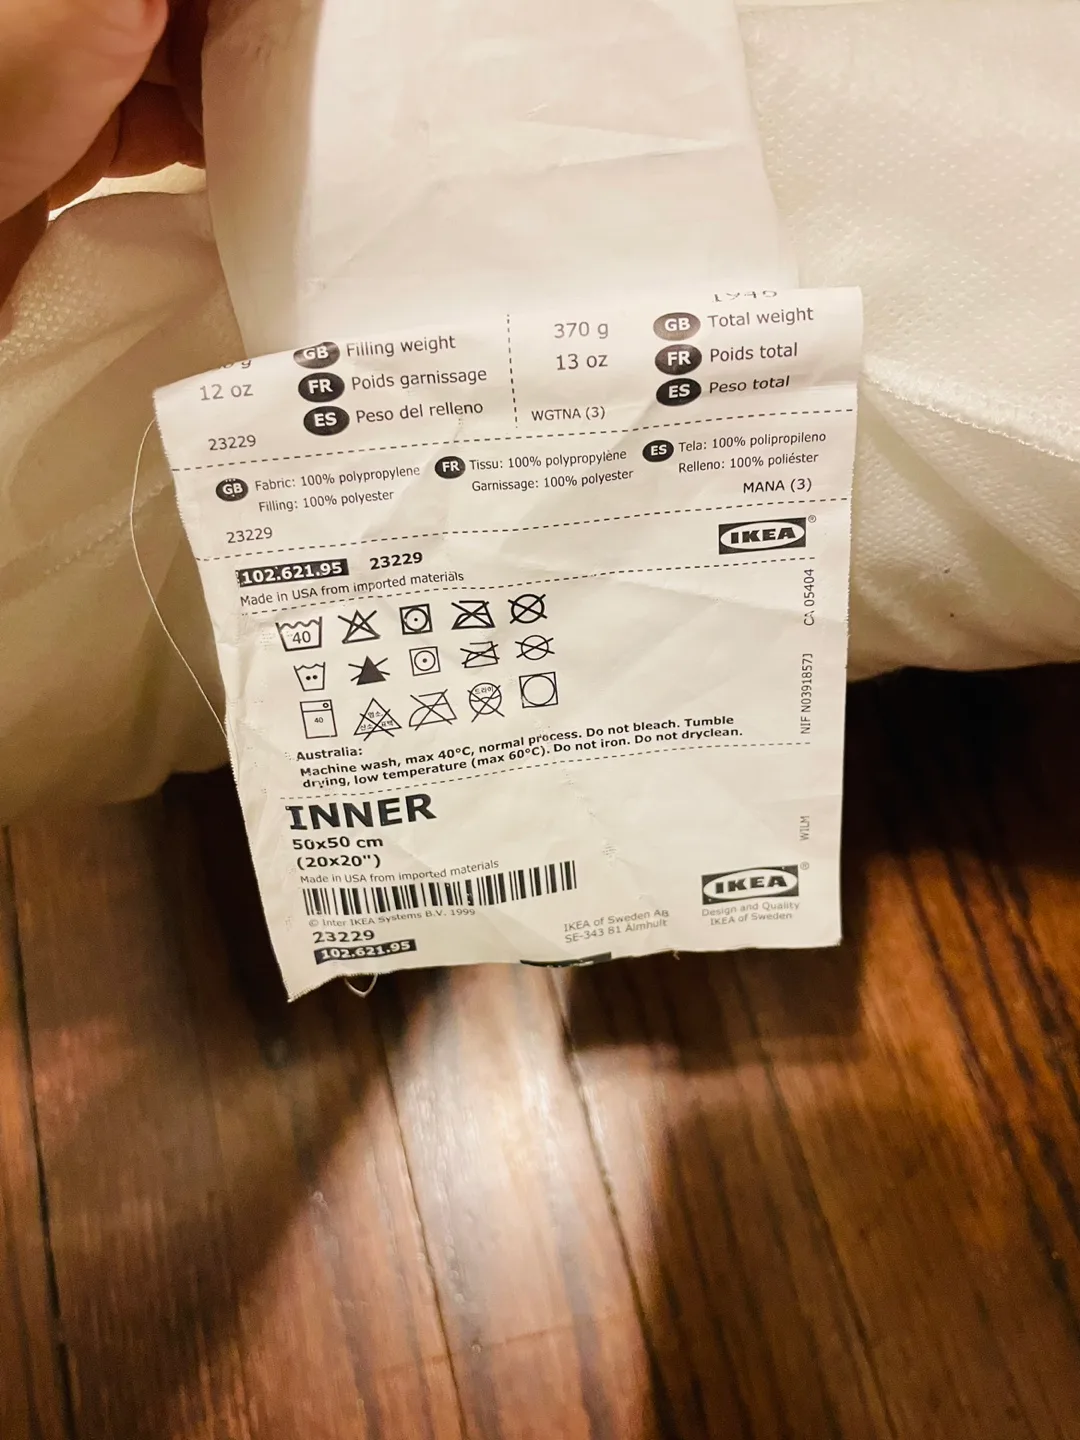 12 oz
GB Filling weight
FR Poids garnissage
ES Peso del relleno
23229
370 g
13 oz
GB Total weight
FR Poids total
ES Peso total
WGTNA (3)
GB Fabric: 100% polypropylene
Filling: 100% polyester
FR Tissu: 100% polypropylène
Garnissage: 100% polyester
ES Tela: 100% polipropileno
Relleno: 100% poliéster
MANA (3)
23229
102.621.95 23229
Made in USA from imported materials
IKEA®
40
40
드라이
Australia:
Machine wash, max 40°C, normal process. Do not bleach. Tumble
drying, low temperature (max 60°C). Do not iron. Do not dryclean.
CA 05404
NIF N0391857J
WILM
INNER
50x50 cm
(20x20")
Made in USA from imported materials
© Inter IKEA Systems B.V. 1999
23229
102.621.95
IKEA of Sweden AB
SE-343 81 Älmhult
IKEA®
Design and Quality
IKEA of Sweden